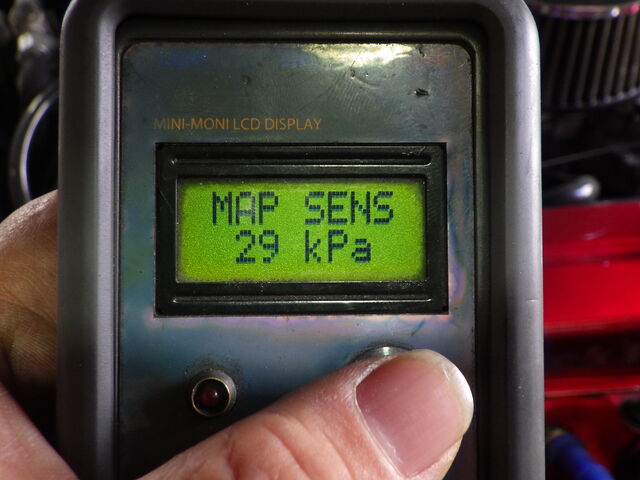 MINI-MONI LCD DISPLAY
MAP SENS
29 kPa